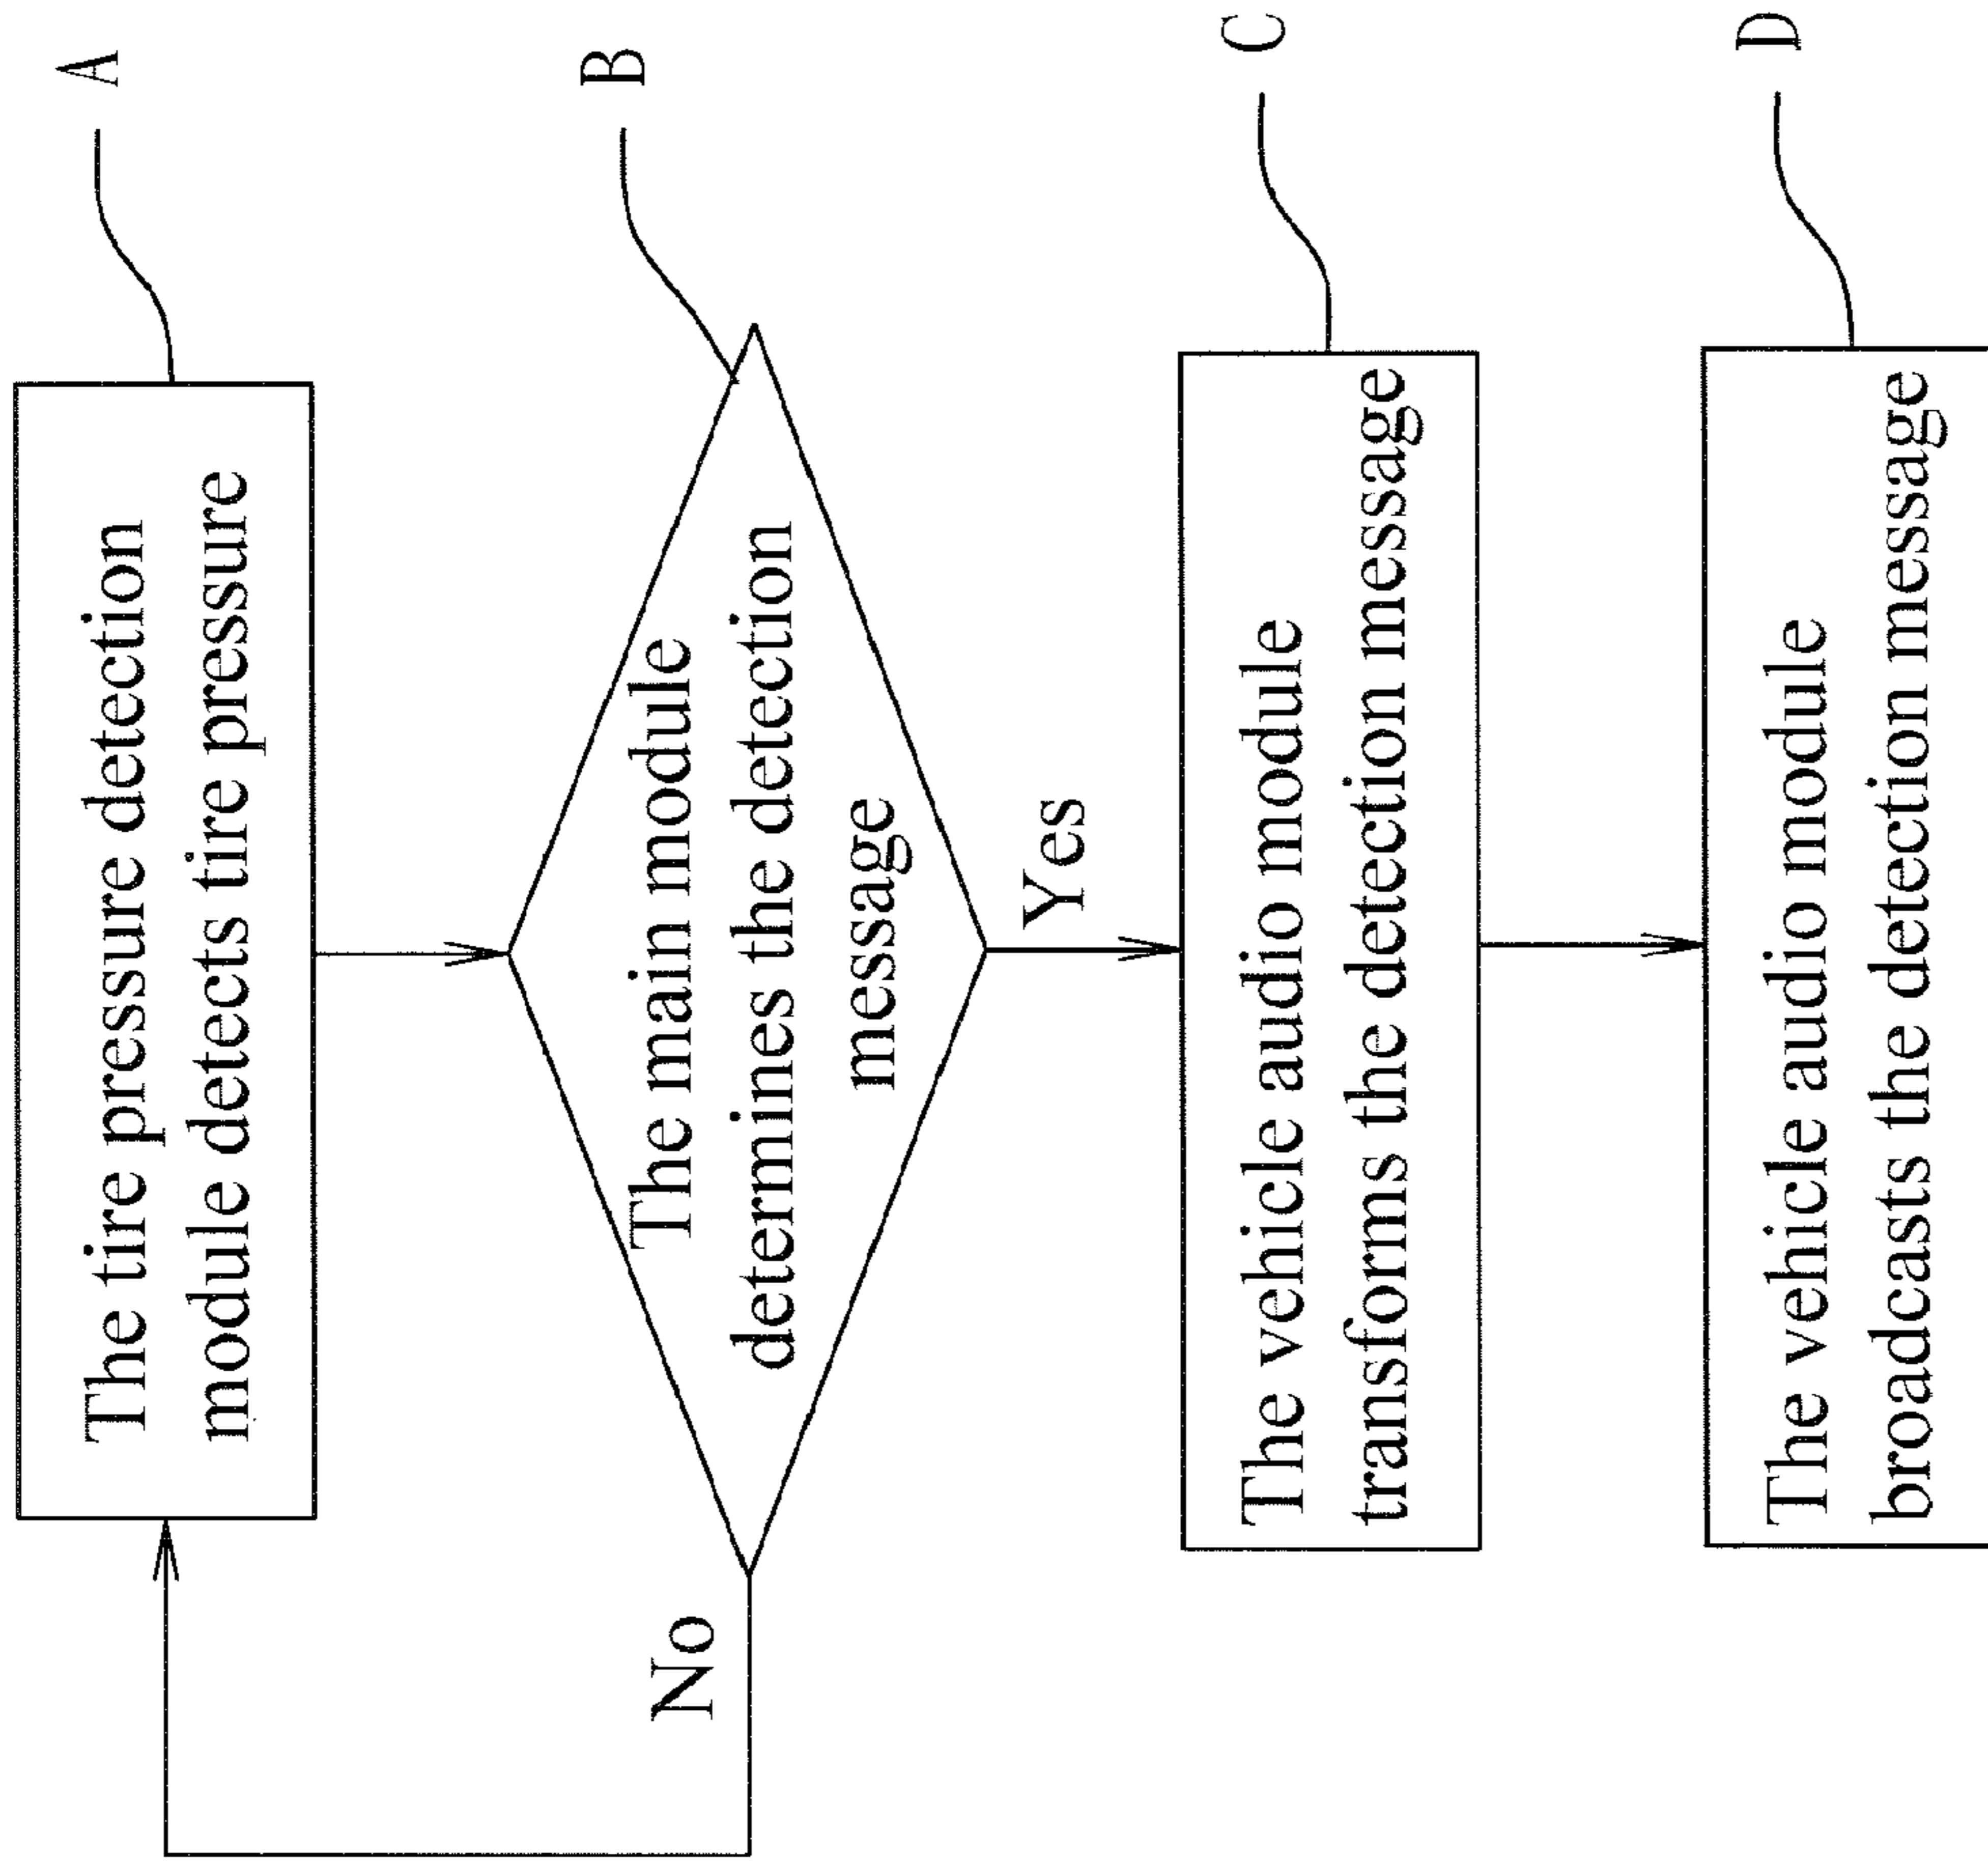 The tire pressure detection
module detects tire pressure
A
The main module
determines the detection
message
B
No
Yes
The vehicle audio module
transforms the detection message
C
The vehicle audio module
broadcasts the detection message
D